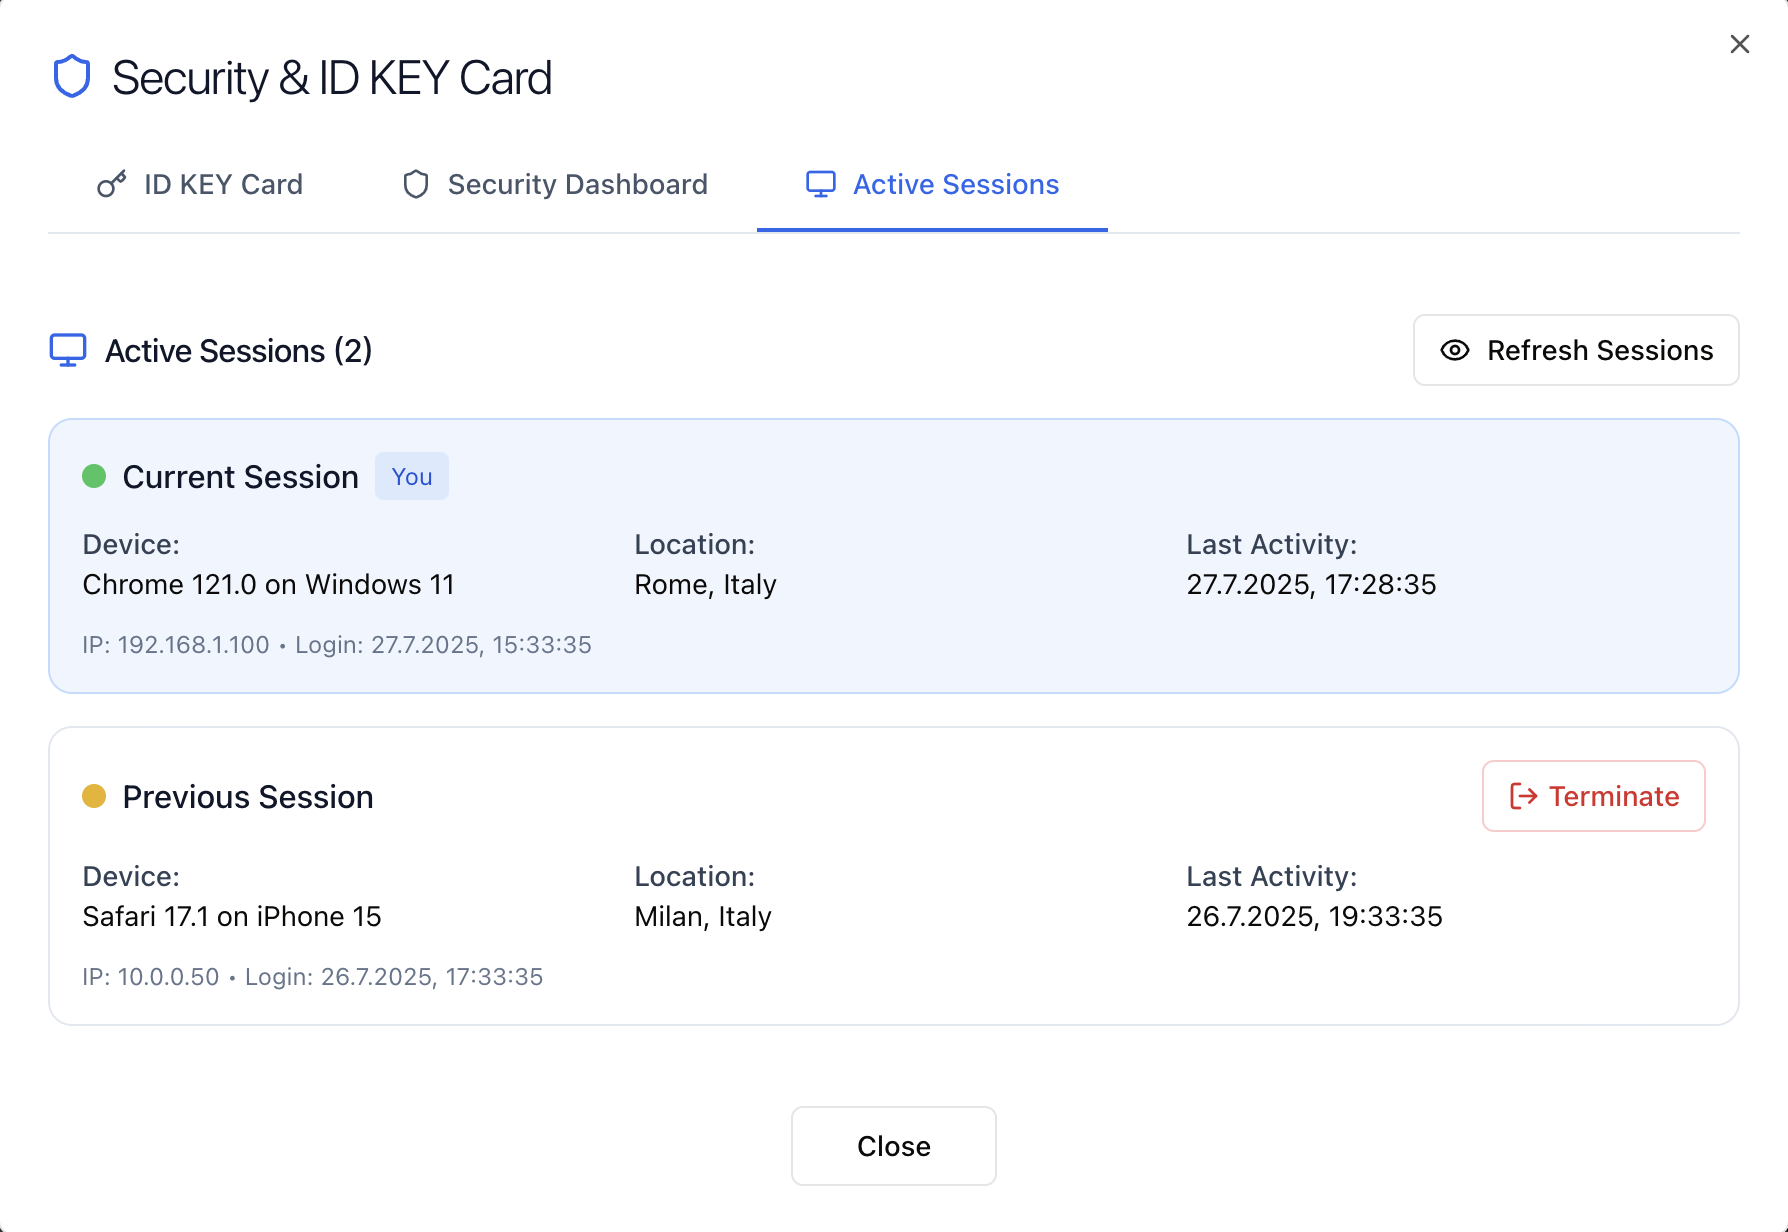 Security & ID KEY Card
ID KEY Card
Security Dashboard
Active Sessions
Active Sessions (2)
Refresh Sessions
Current Session
You
Device:
Location:
Last Activity:
Chrome 121.0 on Windows 11
Rome, Italy
27.7.2025, 17:28:35
IP: 192.168.1.100 • Login: 27.7.2025, 15:33:35
Previous Session
Terminate
Device:
Location:
Last Activity:
Safari 17.1 on iPhone 15
Milan, Italy
26.7.2025, 19:33:35
IP: 10.0.0.50 • Login: 26.7.2025, 17:33:35
Close